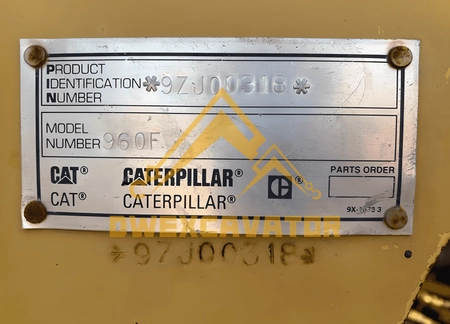 PRODUCT
IDENTIFICATION *9ZJ00318*
NUMBER
MODEL
NUMBER 960F
CAT® CATERPILLAR® C® PARTS ORDER
CAT® CATERPILLAR®
OWEXCAVATOR
*9ZJ00318*